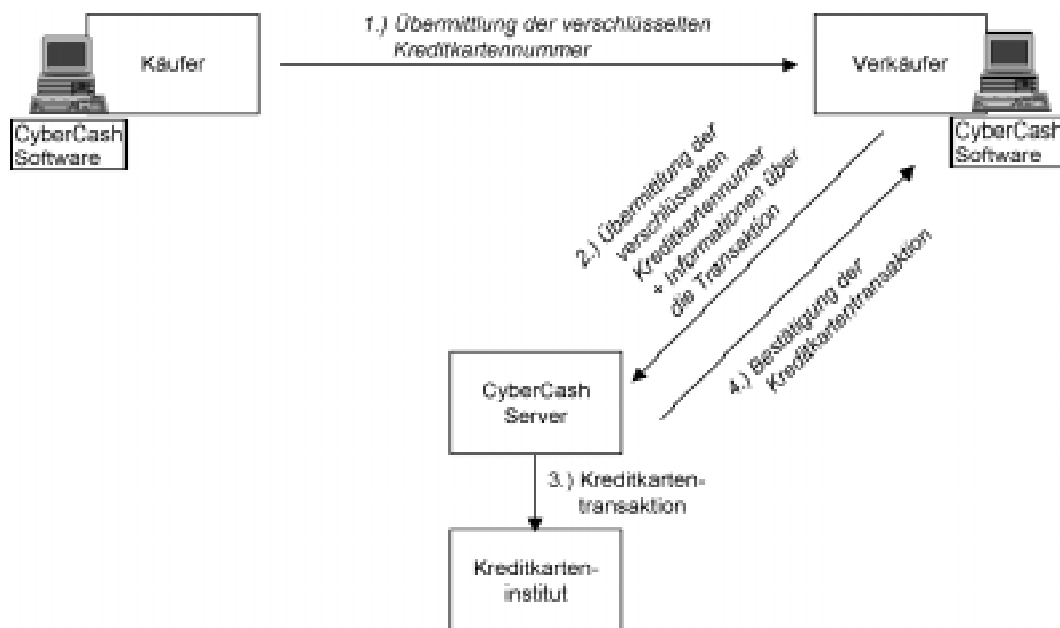 1.) Übermittlung der verschlüsselten
Kreditkartennummer
Käufer
Verkäufer
CyberCash
Software
CyberCash
Software
2.) Übermittlung der
verschlüsselten
Kreditkartennumer
+ Informationen über
die Transaktion
4.) Bestätigung der
Kreditkartentransaktion
CyberCash
Server
3.) Kreditkarten-
transaktion
Kreditkarten-
institut